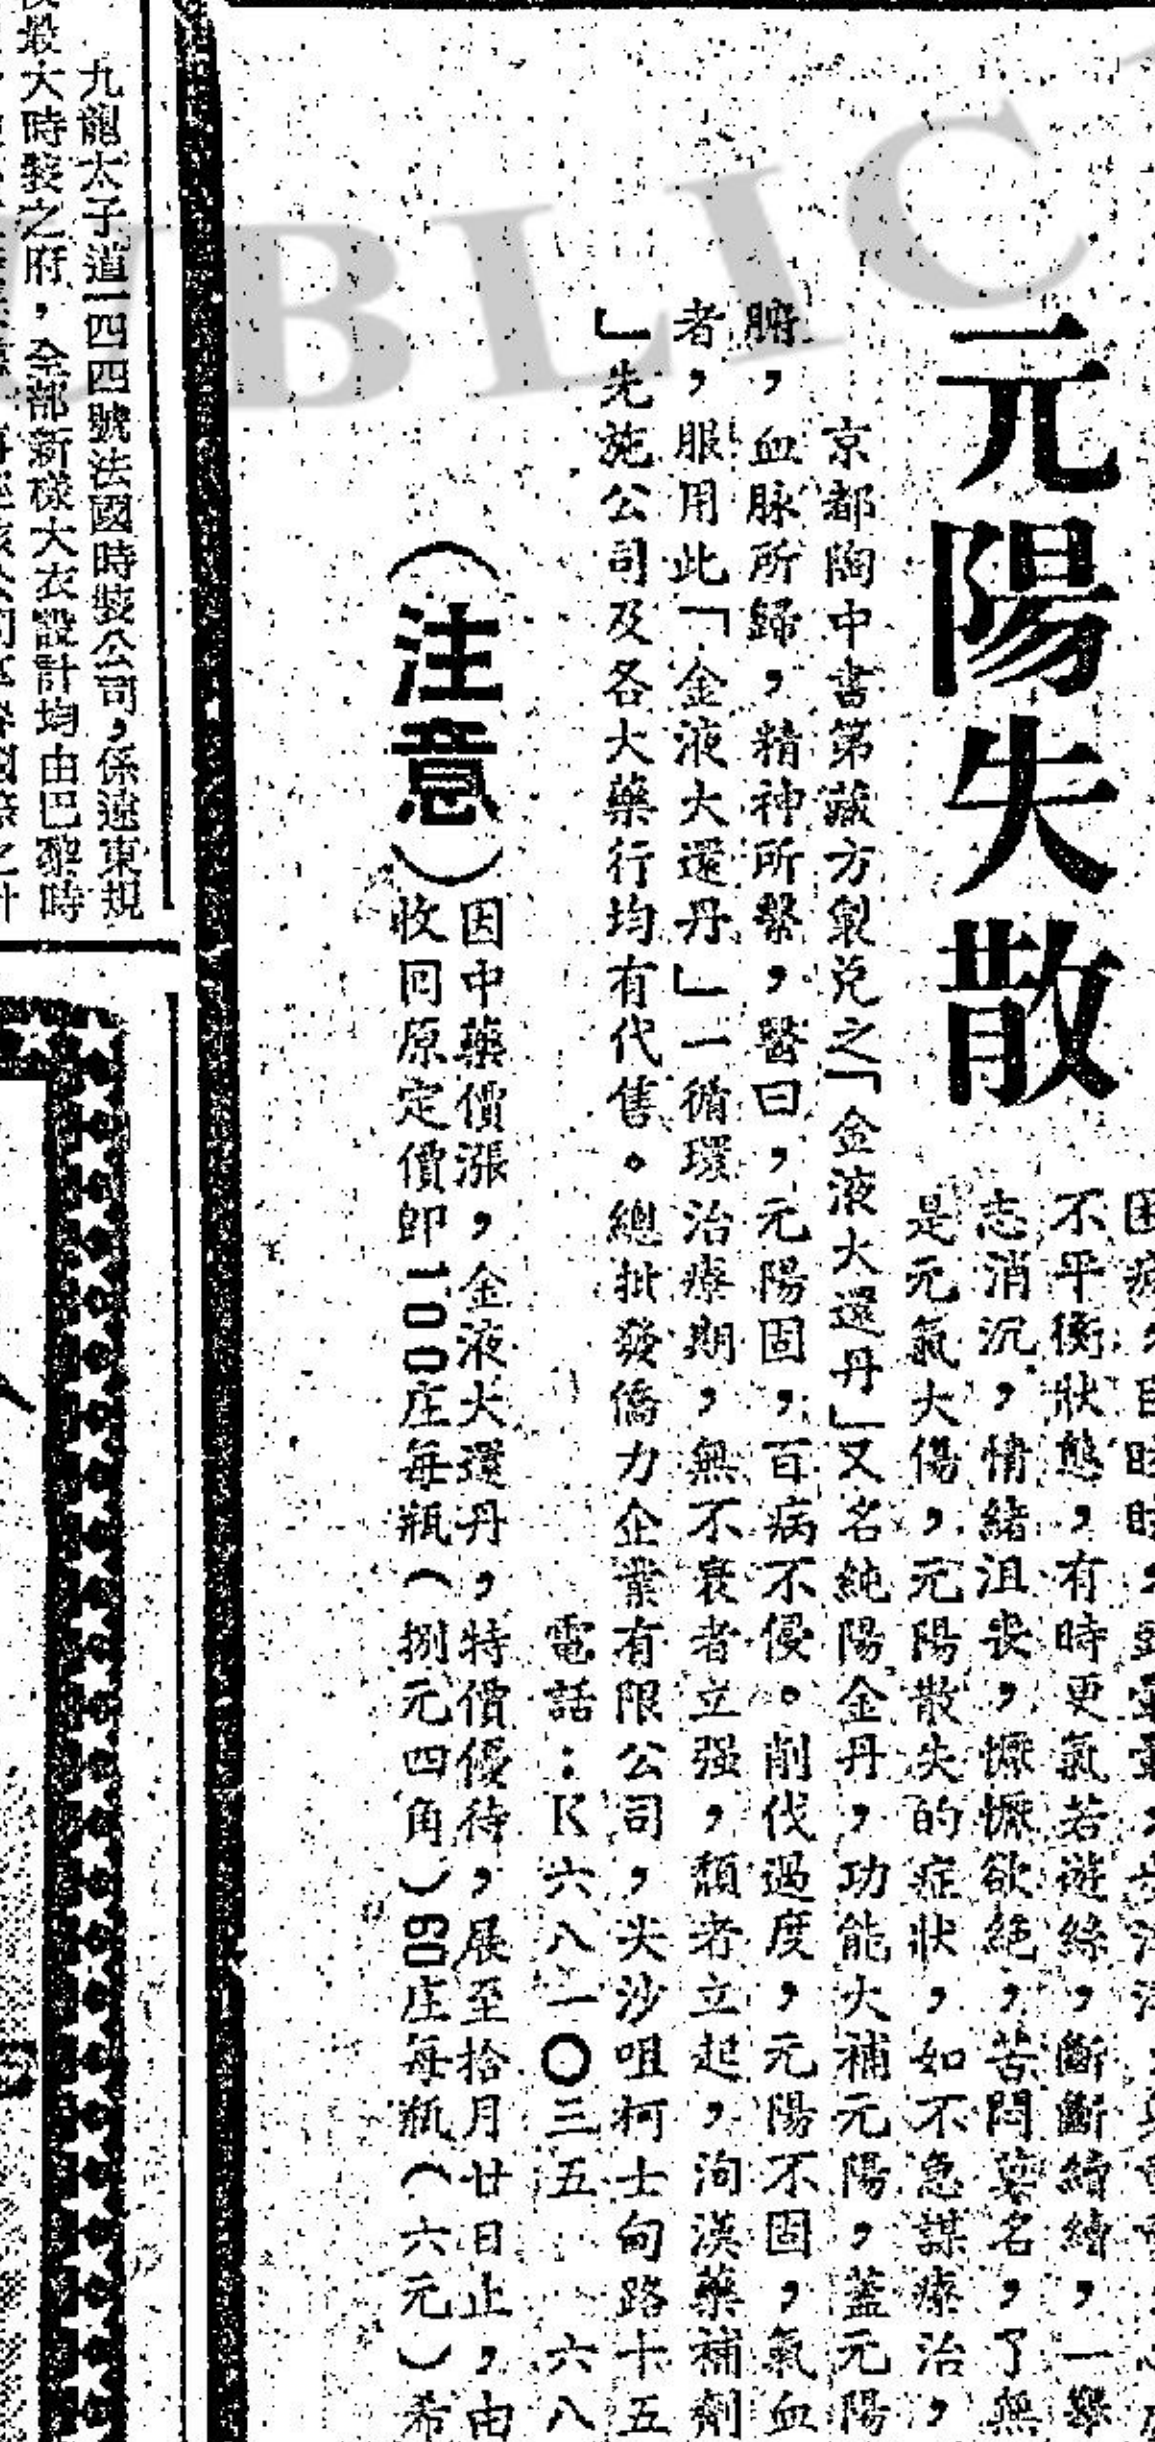 元陽失散
不平衡狀態，有時更氣若遊絲，斷斷續續，一舉
志消沉，情緒沮喪，懨懨欲絕，苦悶莫名，了無
是元氣大傷，元陽散失的症狀，如不急謀療治，
京都陶中書第藏方製兌之「金液大還丹」又名純陽金丹，功能大補元陽，蓋元陽
腑，血脉所歸，精神所繫，醫曰，元陽固，百病不侵。削伐過度，元陽不固，氣血
者，服用此「金液大還丹」一循環治療期，無不衰者立强，頹者立起，洵漢藥補劑
」先施公司及各大藥行均有代售。總批發僑力企業有限公司，尖沙咀柯士甸路卡五
電話：K六八一〇三五 六八
（注意）
因中藥價漲，金液大還丹，特價優待，展至拾月廿日止，由
收回原定價卽100庄每瓶（捌元四角）60庄每瓶（六元）希
九龍太子道一四四號法國時裝公司，係遠東規
最大時裝之府，全部新樣大衣設計均由巴黎時
PUBLIC